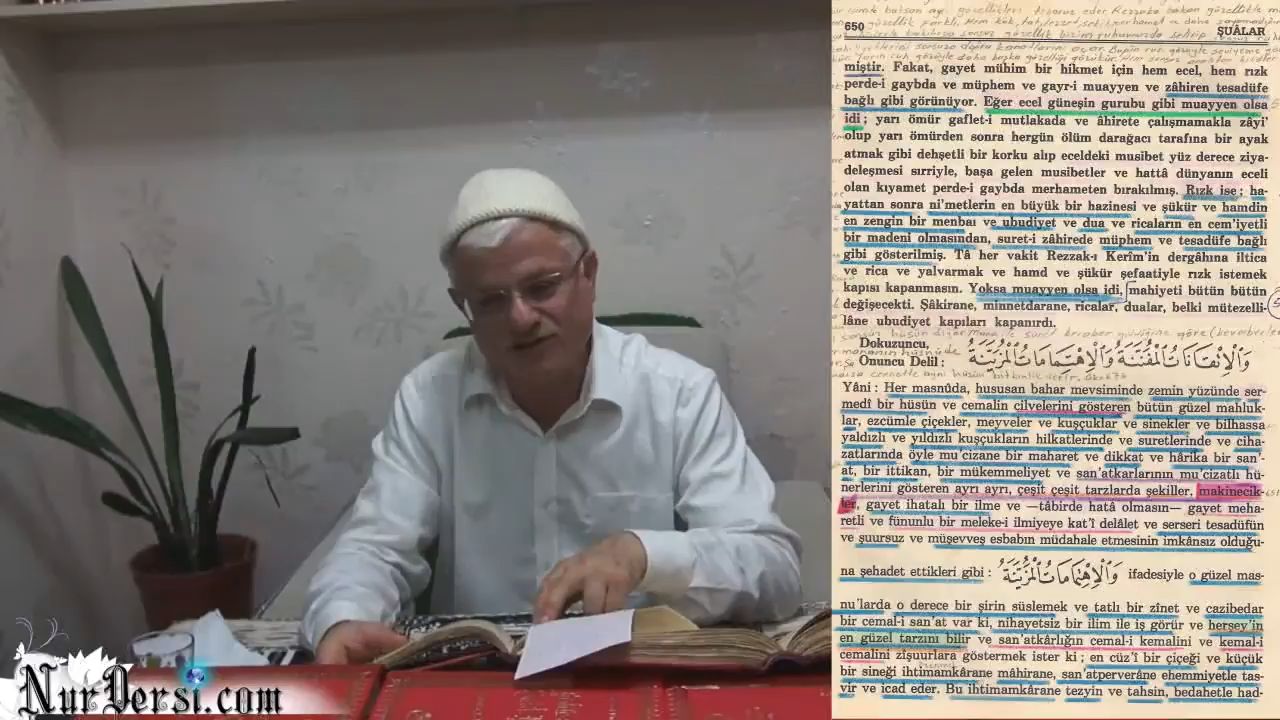 650
ŞUÂLAR
miştir. Fakat, gayet mühim bir hikmet için hem ecel, hem rızk
perde-i gaybda ve müphem ve gayr-i muayyen ve zâhiren tesadüfe
bağlı gibi görünüyor. Eğer ecel güneşin gurubu gibi muayyen olsa
idi; yarı ömür gaflet-i mutlakada ve âhirete çalışmamakla zâyi'
olup yarı ömürden sonra hergün ölüm darağacı tarafına bir ayak
atmak gibi dehşetli bir korku alıp eceldeki musibet yüz derece ziya-
deleşmesi sırriyle, başa gelen musibetler ve hattâ dünyanın eceli
olan kıyamet perde-i gaybda merhameten bırakılmış. Rızk ise; ha-
yattan sonra ni'metlerin en büyük bir hazinesi ve şükür ve hamdin
en zengin bir menbaı ve ubudiyet ve dua ve ricaların en cem'iyetli
bir madeni olmasından, suret-i zâhirede müphem ve tesadüfe bağlı
gibi gösterilmiş. Tâ her vakit Rezzak-ı Kerîm'in dergâhına iltica
ve rica ve yalvarmak ve hamd ve şükür şefaatiyle rızk istemek
kapısı kapanmasın. Yoksa muayyen olsa idi, mahiyeti bütün bütün
değişecekti. Şâkirane, minnetdarane, ricalar, dualar, belki mütezelli-
lâne ubudiyet kapıları kapanırdı.
Dokuzuncu,
Onuncu Delil: وَالْاِتْقَانَاتُ الْمُتْقَنَةُ وَالْاِهْتِمَامَاتُ الْمُزَيَّنَةُ
Yâni: Her masnûda, hususan bahar mevsiminde zemin yüzünde ser-
medî bir hüsün ve cemalin cilvelerini gösteren bütün güzel mahluk-
lar, ezcümle çiçekler, meyveler ve kuşçuklar ve sinekler ve bilhassa
yaldızlı ve yıldızlı kuşçukların hilkatlerinde ve suretlerinde ve ciha-
zatlarında öyle mu'cizane bir maharet ve dikkat ve hârika bir san'-
at, bir ittikan, bir mükemmeliyet ve san'atkarlarının mu'cizatlı hü-
nerlerini gösteren ayrı ayrı, çeşit çeşit tarzlarda şekiller, makinecik-
ler, gayet ihatalı bir ilme ve —tâbirde hatâ olmasın— gayet meha-
retli ve fünunlu bir meleke-i ilmiyeye kat'î delâlet ve serseri tesadüfün
ve şuursuz ve müşevveş esbabın müdahale etmesinin imkânsız olduğu-
na şehadet ettikleri gibi: وَالْاِهْتِمَامَاتُ الْمُزَيَّنَةُ ifadesiyle o güzel mas-
nu'larda o derece bir şirin süslemek ve tatlı bir zînet ve cazibedar
bir cemal-i san'at var ki, nihayetsiz bir ilim ile iş görür ve herşey'in
en güzel tarzını bilir ve san'atkârlığın cemal-i kemalini ve kemal-i
cemalini zîşuurlara göstermek ister ki; en cüz'î bir çiçeği ve küçük
bir sineği ihtimamkârane mâhirane, san'atperverâne ehemmiyetle tas-
vir ve icad eder. Bu ihtimamkârane tezyin ve tahsin, bedahetle had-
NurDersi.com